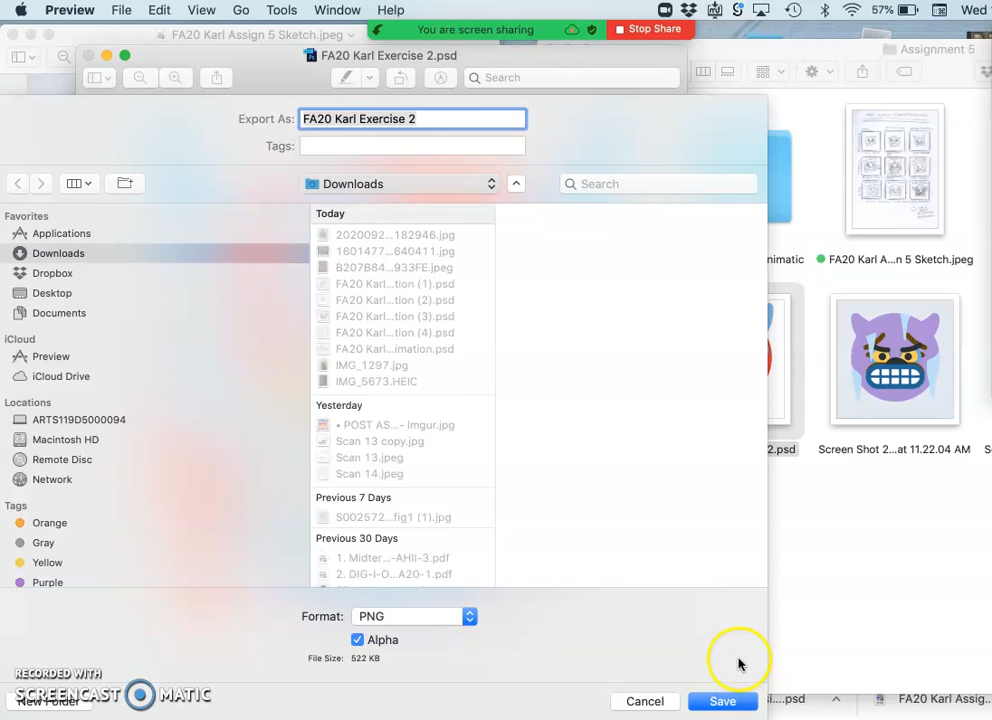 Preview File Edit View Go Tools Window Help 57% Wed
FA20 Karl Assign 5 Sketch.jpeg
You are screen sharing Stop Share
FA20 Karl Exercise 2.psd
Assignment 5
Search
Export As: FA20 Karl Exercise 2
Tags:
Downloads
Search
Favorites
Applications
Downloads
Dropbox
Desktop
Documents
iCloud
Preview
iCloud Drive
Locations
ARTS119D5000094
Macintosh HD
Remote Disc
Network
Tags
Orange
Gray
Yellow
Purple
Today
2020092...182946.jpg
1601477...640411.jpg
B207B84...933FE.jpeg
FA20 Karl...tion (1).psd
FA20 Karl...tion (2).psd
FA20 Karl...tion (3).psd
FA20 Karl...tion (4).psd
FA20 Karl...imation.psd
IMG_1297.jpg
IMG_5673.HEIC
Yesterday
• POST AS...- Imgur.jpg
Scan 13 copy.jpg
Scan 13.jpeg
Scan 14.jpeg
Previous 7 Days
S002572...fig1 (1).jpg
Previous 30 Days
1. Midter...-AHII-3.pdf
2. DIG-I-O...A20-1.pdf
nimatic
FA20 Karl A...n 5 Sketch.jpeg
2.psd
Screen Shot 2...at 11.22.04 AM
Format: PNG
Alpha
File Size: 522 KB
New Folder
Cancel
Save
RECORDED WITH
SCREENCAST MATIC
.psd
FA20 Karl Assig...